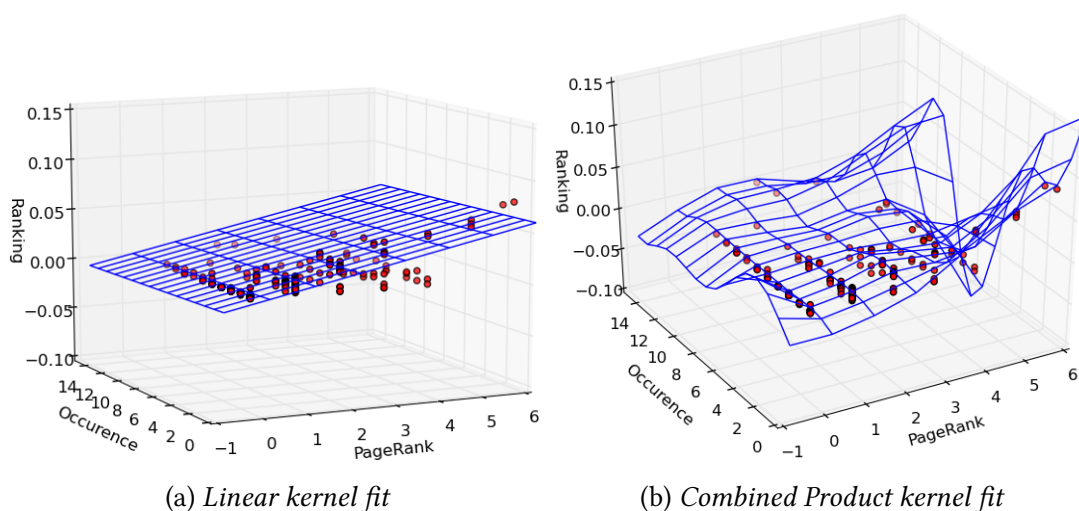 0.15
0.10
0.05
0.00
−0.05
−0.10
Ranking
14 12 10 8 6 4 2 0
Occurence
−1 0 1 2 3 4 5 6
PageRank
(a) Linear kernel fit
0.15
0.10
0.05
0.00
−0.05
−0.10
Ranking
14 12 10 8 6 4 2 0
Occurence
−1 0 1 2 3 4 5 6
PageRank
(b) Combined Product kernel fit